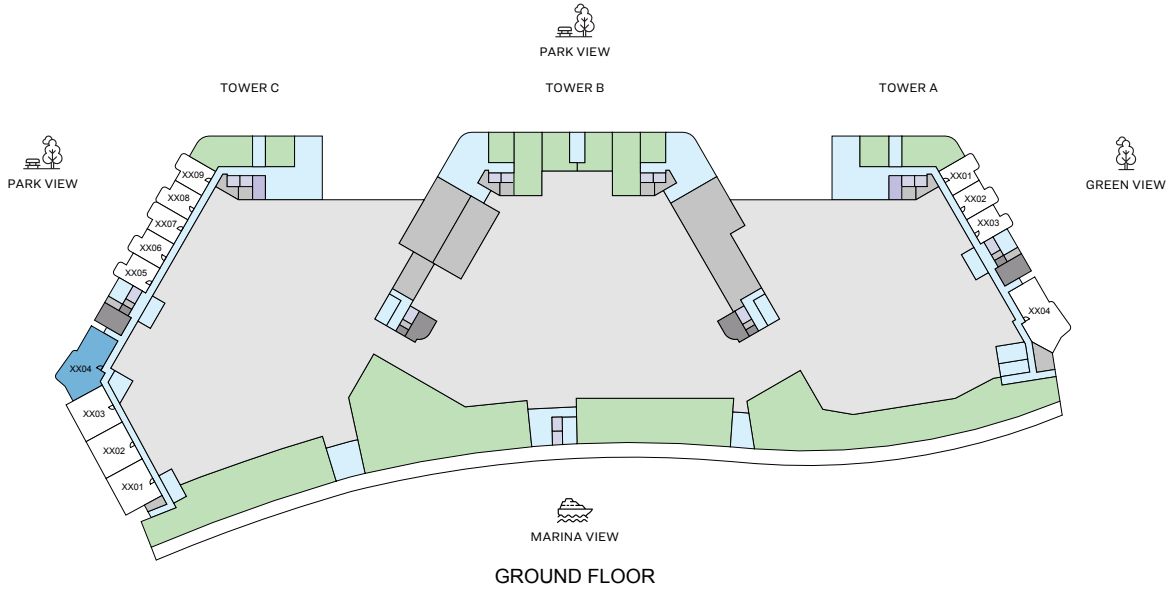 PARK VIEW
TOWER C
TOWER B
TOWER A
PARK VIEW
GREEN VIEW
XX09
XX08
XX07
XX06
XX05
XX04
XX03
XX02
XX01
XX01
XX02
XX03
XX04
MARINA VIEW
GROUND FLOOR